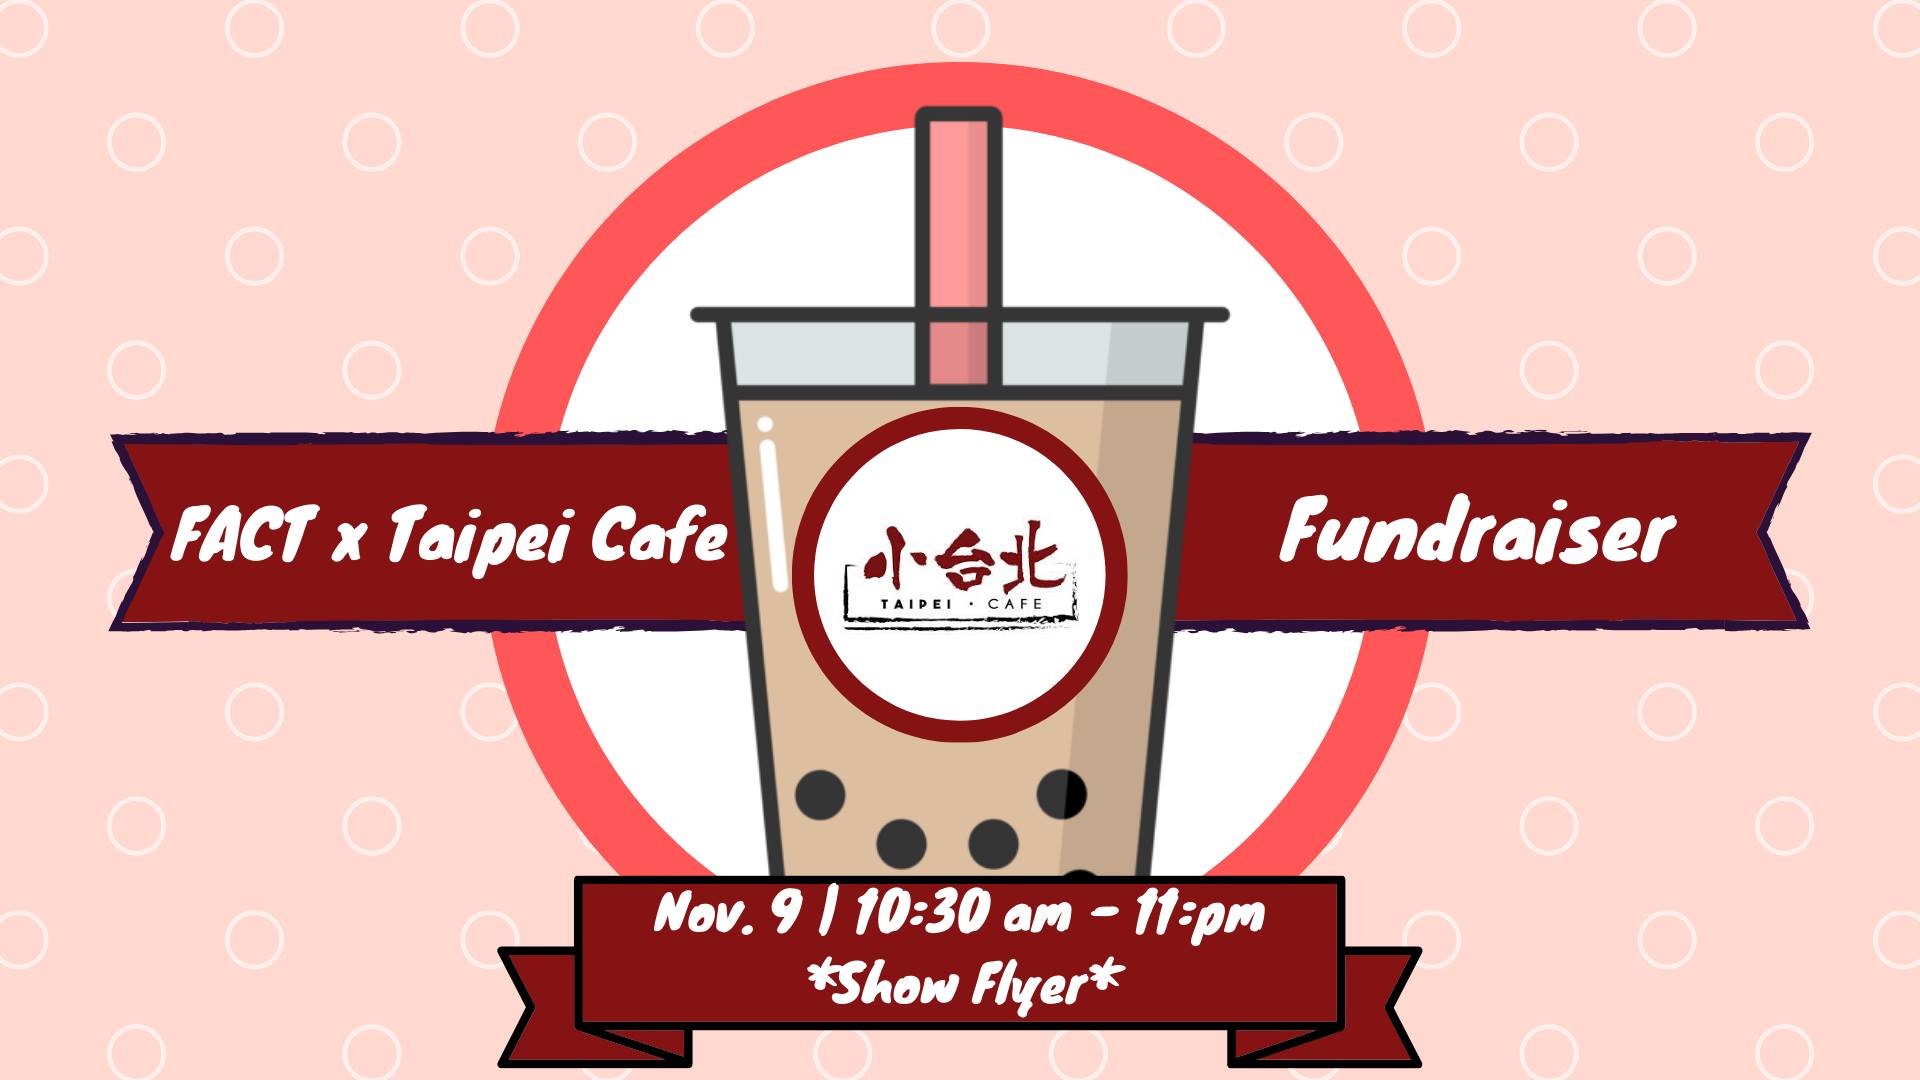 FACT x Taipei Cafe
Fundraiser
小台北
TAIPEI · CAFE
Nov. 9 | 10:30 am - 11:pm
*Show Flyer*